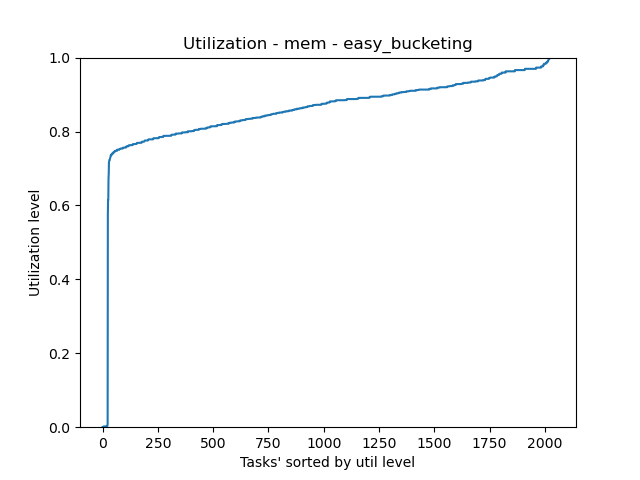 Utilization - mem - easy_bucketing
1.0
0.8
0.6
0.4
0.2
0.0
Utilization level
0 250 500 750 1000 1250 1500 1750 2000
Tasks' sorted by util level